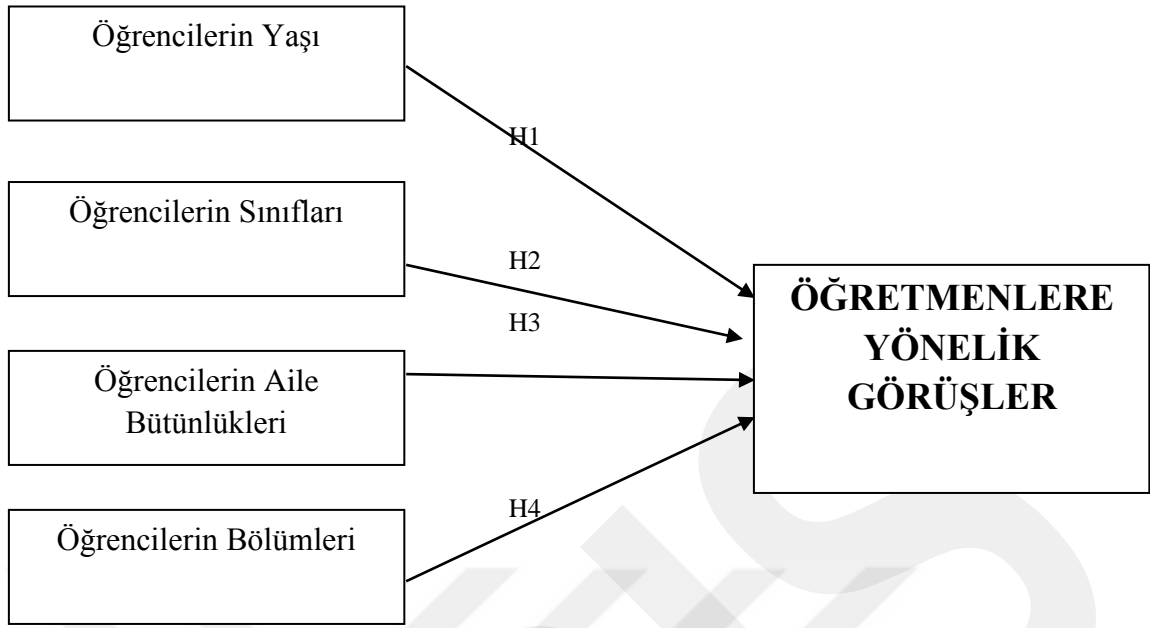 Öğrencilerin Yaşı
H1
Öğrencilerin Sınıfları
H2
H3
ÖĞRETMENLERE
YÖNELİK
GÖRÜŞLER
Öğrencilerin Aile
Bütünlükleri
H4
Öğrencilerin Bölümleri